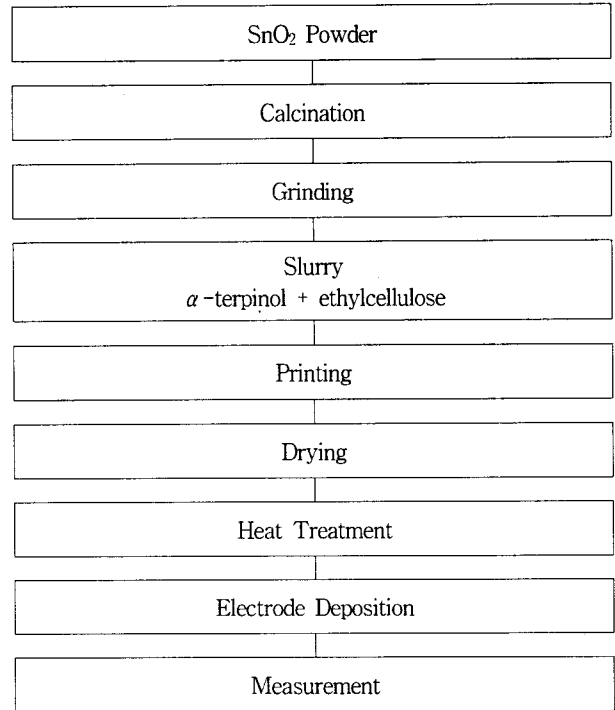 SnO₂ Powder
Calcination
Grinding
Slurry
α-terpinol + ethylcellulose
Printing
Drying
Heat Treatment
Electrode Deposition
Measurement